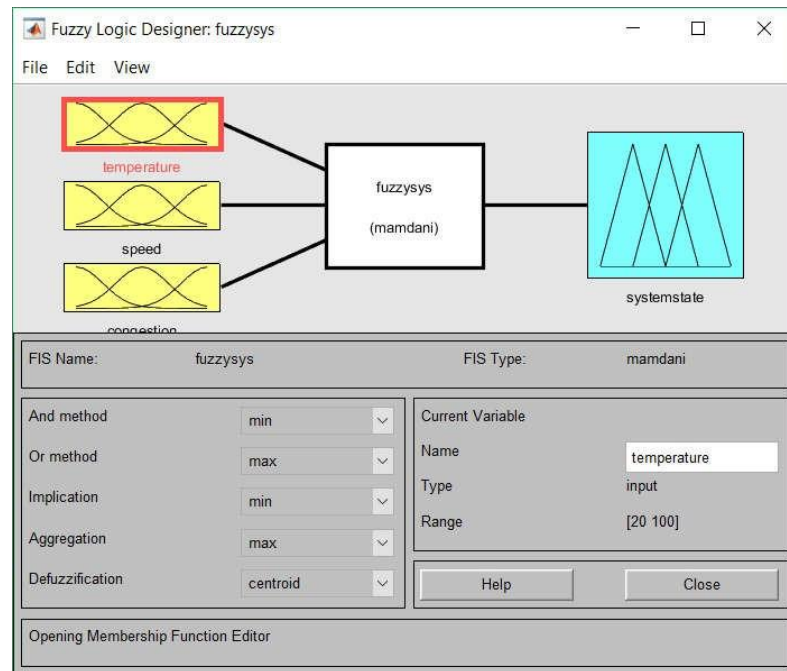 Fuzzy Logic Designer: fuzzysys
File Edit View
temperature
speed
congestion
fuzzysys
(mamdani)
systemstate
FIS Name: fuzzysys FIS Type: mamdani
And method min
Or method max
Implication min
Aggregation max
Defuzzification centroid
Current Variable
Name temperature
Type input
Range [20 100]
Help Close
Opening Membership Function Editor